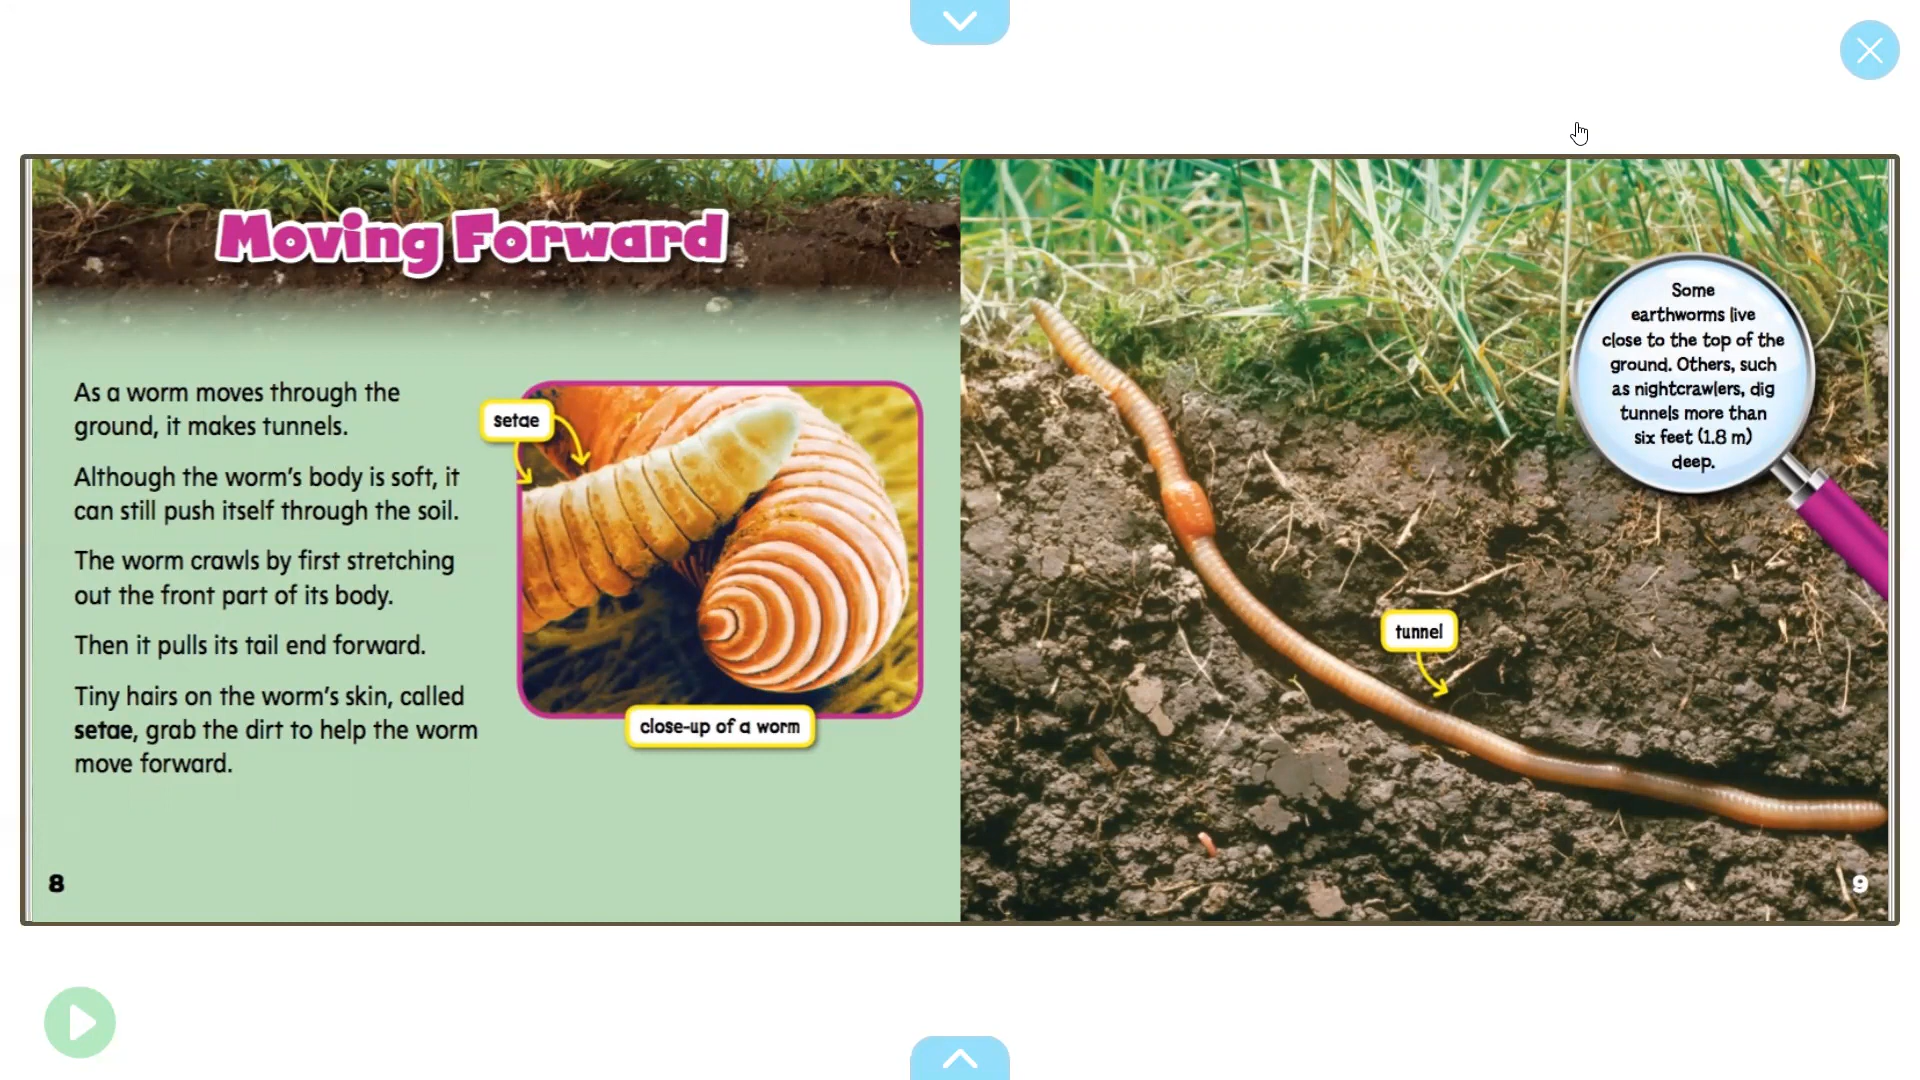 Moving Forward
As a worm moves through the
ground, it makes tunnels.
Although the worm's body is soft, it
can still push itself through the soil.
The worm crawls by first stretching
out the front part of its body.
Then it pulls its tail end forward.
Tiny hairs on the worm's skin, called
setae, grab the dirt to help the worm
move forward.
setae
close-up of a worm
8
Some
earthworms live
close to the top of the
ground. Others, such
as nightcrawlers, dig
tunnels more than
six feet (1.8 m)
deep.
tunnel
9